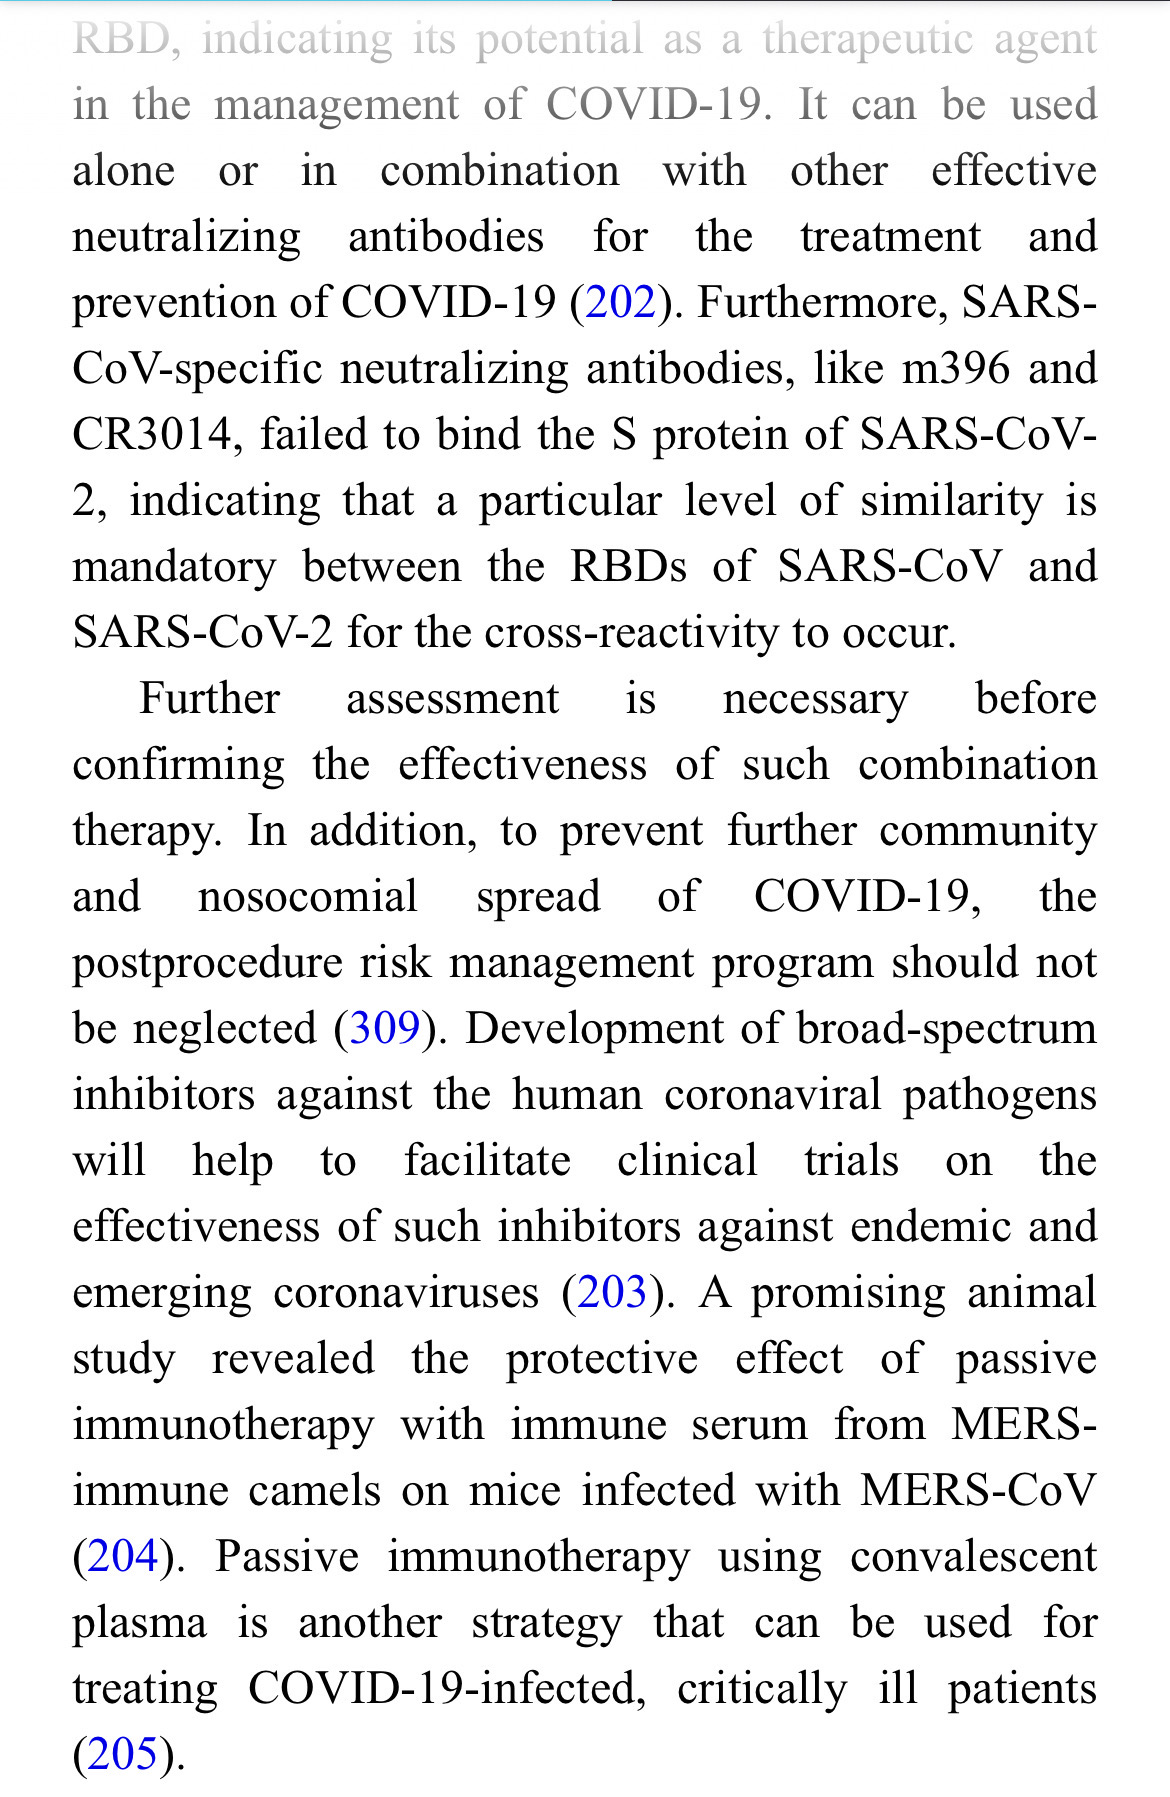 RBD, indicating its potential as a therapeutic agent
in the management of COVID-19. It can be used
alone or in combination with other effective
neutralizing antibodies for the treatment and
prevention of COVID-19 (202). Furthermore, SARS-
CoV-specific neutralizing antibodies, like m396 and
CR3014, failed to bind the S protein of SARS-CoV-
2, indicating that a particular level of similarity is
mandatory between the RBDs of SARS-CoV and
SARS-CoV-2 for the cross-reactivity to occur.
Further assessment is necessary before
confirming the effectiveness of such combination
therapy. In addition, to prevent further community
and nosocomial spread of COVID-19, the
postprocedure risk management program should not
be neglected (309). Development of broad-spectrum
inhibitors against the human coronaviral pathogens
will help to facilitate clinical trials on the
effectiveness of such inhibitors against endemic and
emerging coronaviruses (203). A promising animal
study revealed the protective effect of passive
immunotherapy with immune serum from MERS-
immune camels on mice infected with MERS-CoV
(204). Passive immunotherapy using convalescent
plasma is another strategy that can be used for
treating COVID-19-infected, critically ill patients
(205).